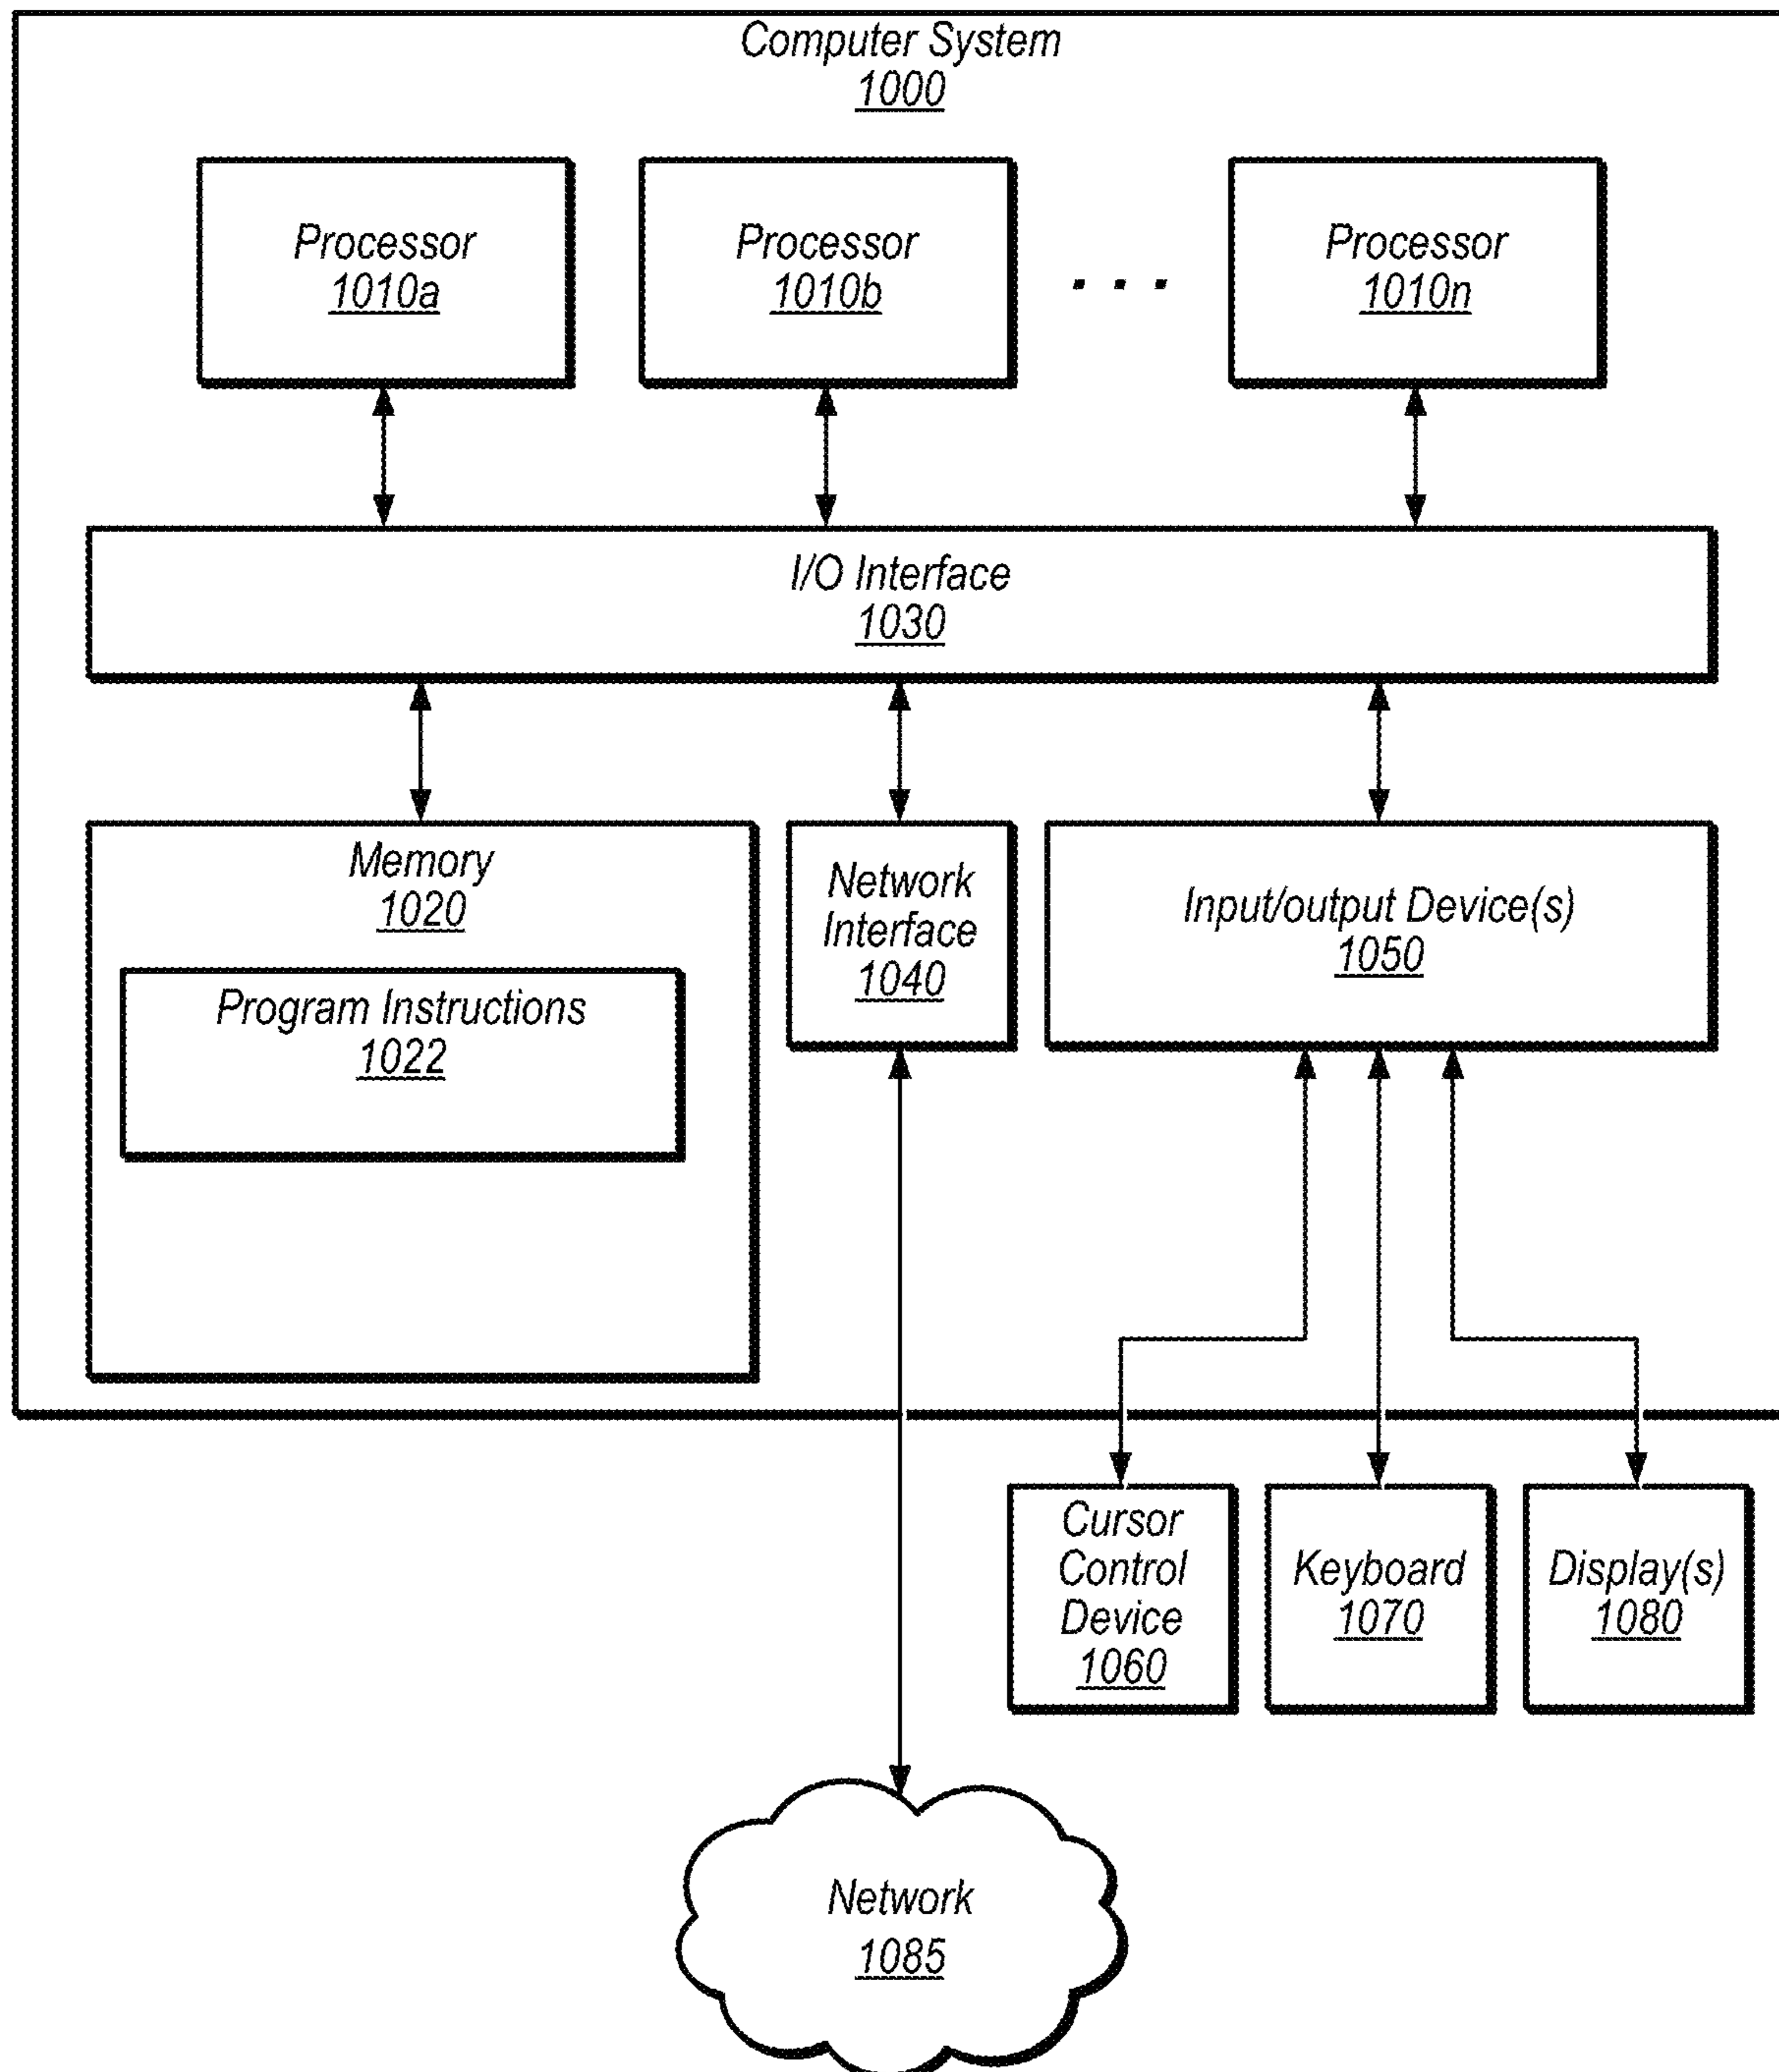 Computer System
1000
Processor
1010a
Processor
1010b
. . .
Processor
1010n
I/O Interface
1030
Memory
1020
Program Instructions
1022
Network
Interface
1040
Input/output Device(s)
1050
Cursor
Control
Device
1060
Keyboard
1070
Display(s)
1080
Network
1085